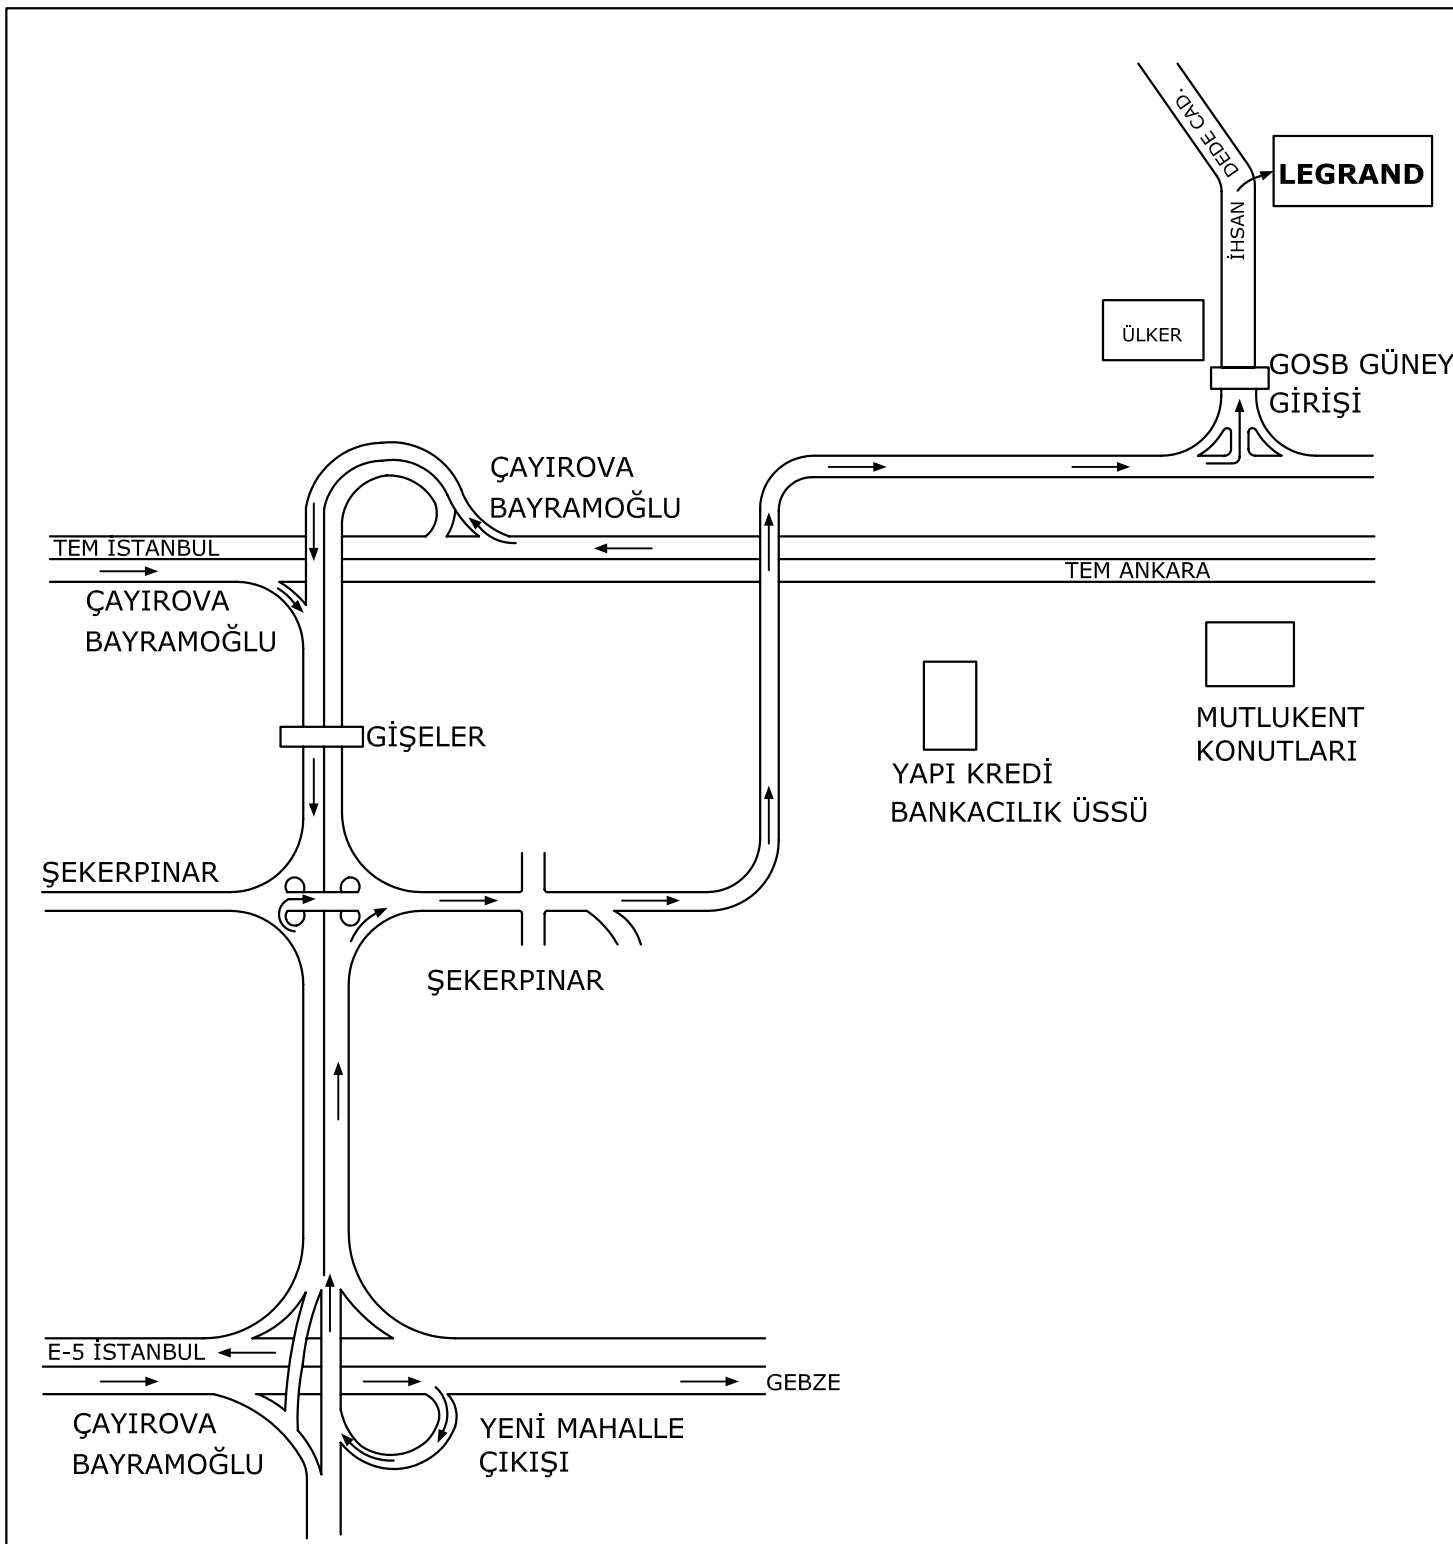 DEDE CAD.
LEGRAND
İHSAN
ÜLKER
GOSB GÜNEY
GİRİŞİ
ÇAYIROVA
BAYRAMOĞLU
TEM İSTANBUL
TEM ANKARA
ÇAYIROVA
BAYRAMOĞLU
MUTLUKENT
KONUTLARI
GİŞELER
YAPI KREDİ
BANKACILIK ÜSSÜ
ŞEKERPINAR
ŞEKERPINAR
E-5 İSTANBUL
GEBZE
ÇAYIROVA
BAYRAMOĞLU
YENİ MAHALLE
ÇIKIŞI